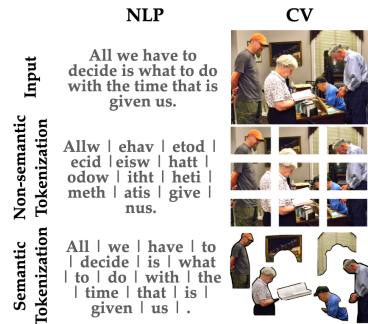 NLP CV
Input
All we have to
decide is what to do
with the time that is
given us.
Non-semantic
Tokenization
Allw | ehav | etod |
ecid | eisw | hatt |
odow | itht | heti |
meth | atis | give |
nus.
Semantic
Tokenization
All | we | have | to
| decide | is | what
| to | do | with | the
| time | that | is |
given | us | .